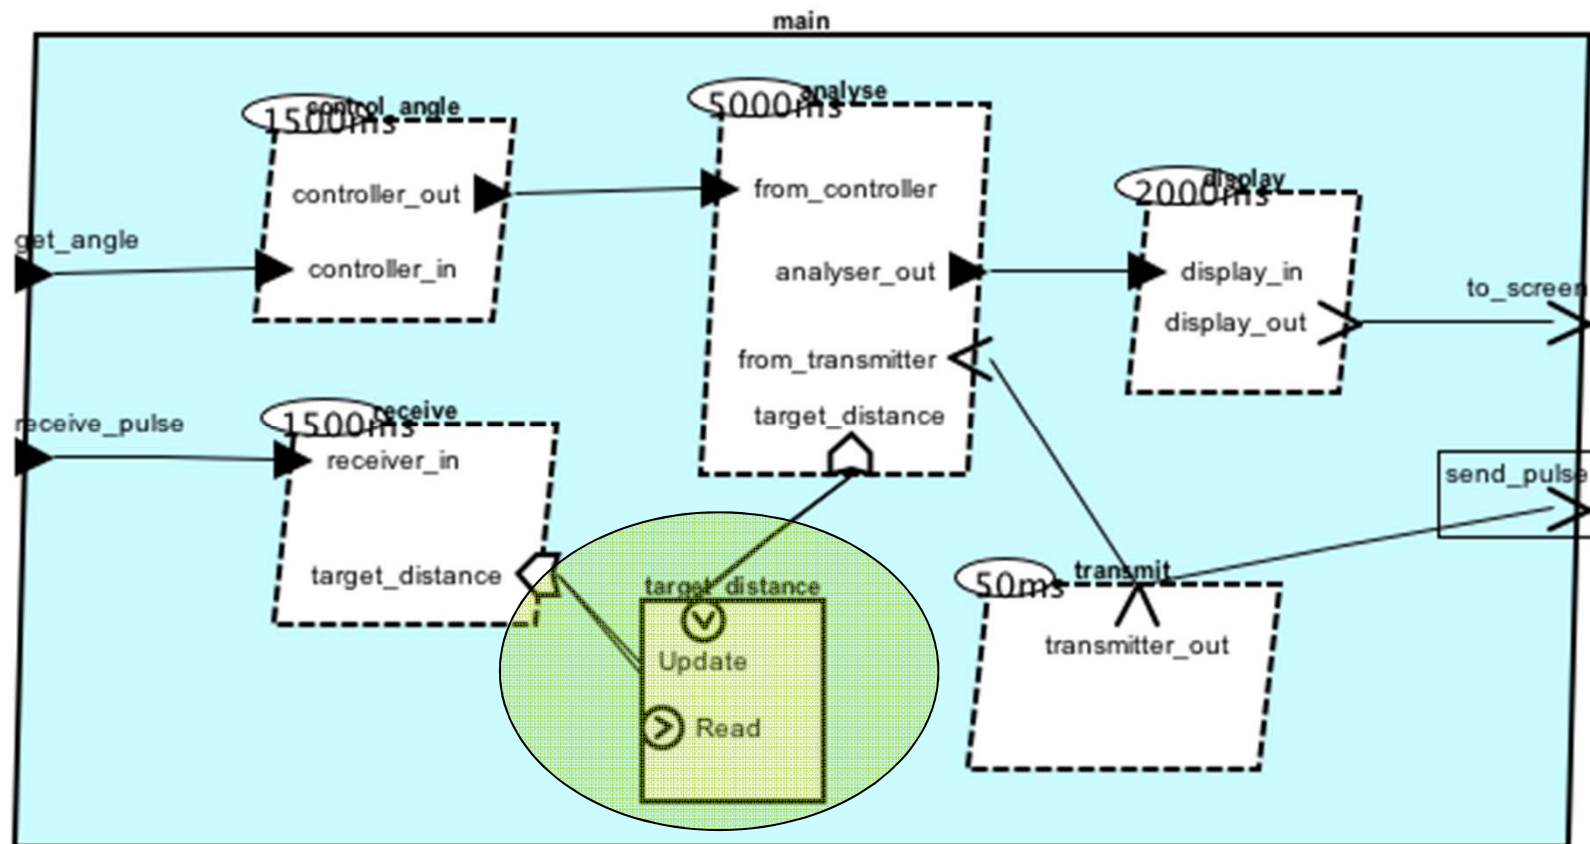 main
control_angle
1500ms
controller_out
controller_in
get_angle
analyse
5000ms
from_controller
analyser_out
from_transmitter
target_distance
display
2000ms
display_in
display_out
to_screen
receive_pulse
receive
1500ms
receiver_in
target_distance
target_distance
Update
Read
send_pulse
transmit
50ms
transmitter_out